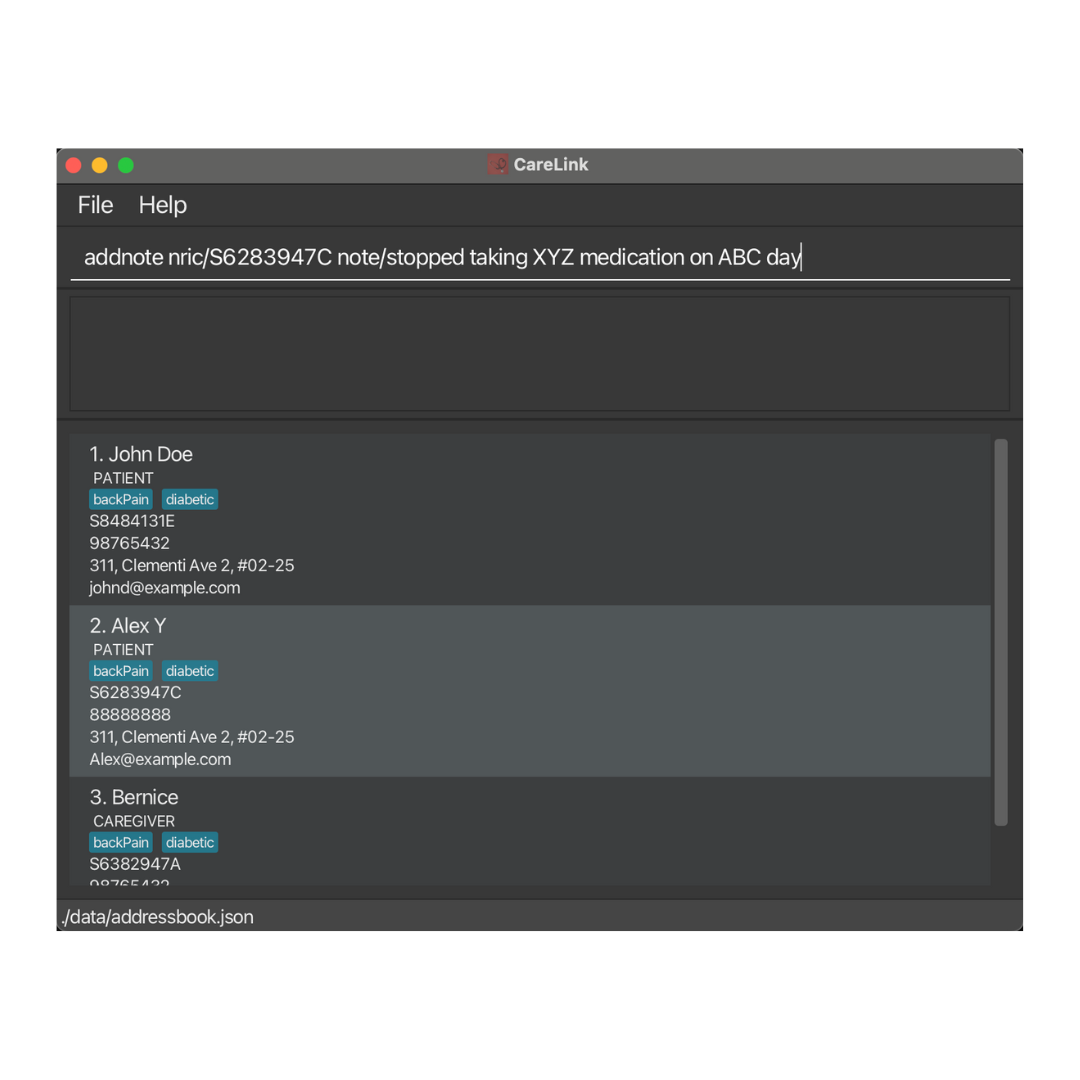 CareLink
File Help
addnote nric/S6283947C note/stopped taking XYZ medication on ABC day
1. John Doe
PATIENT
backPain diabetic
S8484131E
98765432
311, Clementi Ave 2, #02-25
johnd@example.com
2. Alex Y
PATIENT
backPain diabetic
S6283947C
88888888
311, Clementi Ave 2, #02-25
Alex@example.com
3. Bernice
CAREGIVER
backPain diabetic
S6382947A
98765432
./data/addressbook.json